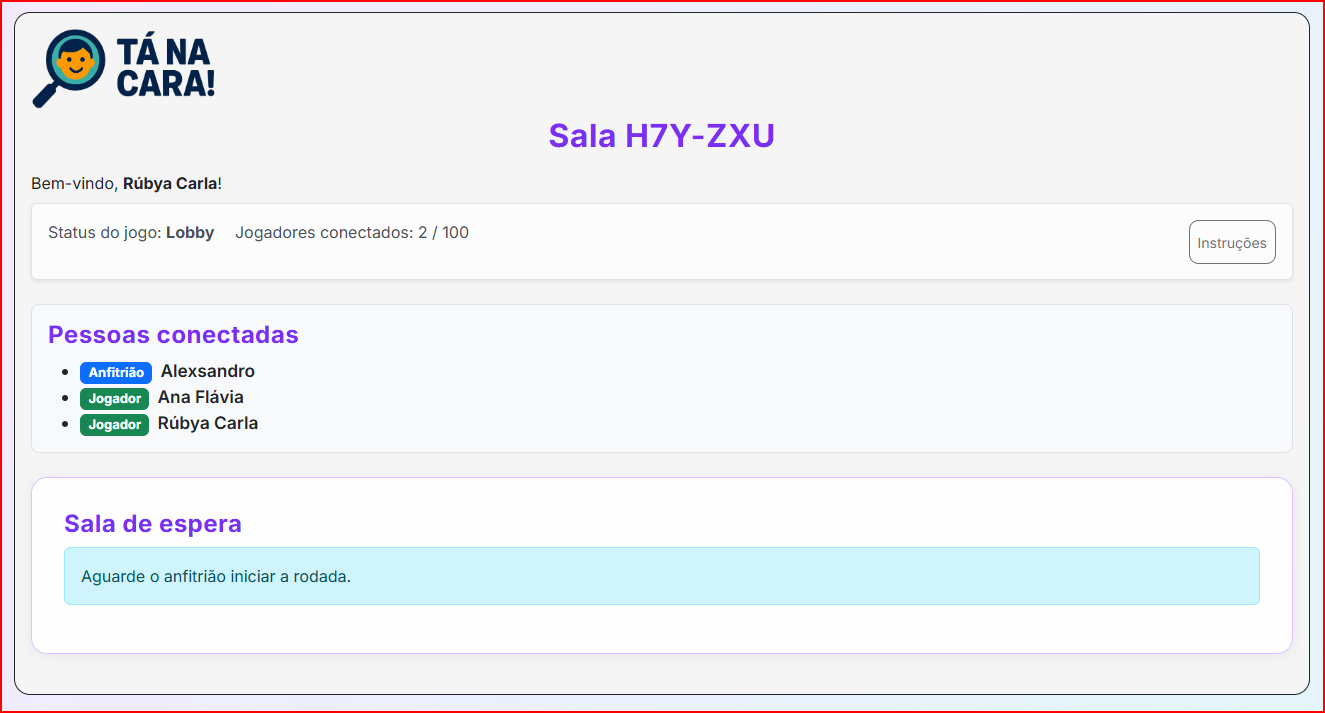 TÁ NA
CARA!
Sala H7Y-ZXU
Bem-vindo, Rúbya Carla!
Status do jogo: Lobby Jogadores conectados: 2 / 100
Instruções
Pessoas conectadas
Anfitrião Alexsandro
Jogador Ana Flávia
Jogador Rúbya Carla
Sala de espera
Aguarde o anfitrião iniciar a rodada.